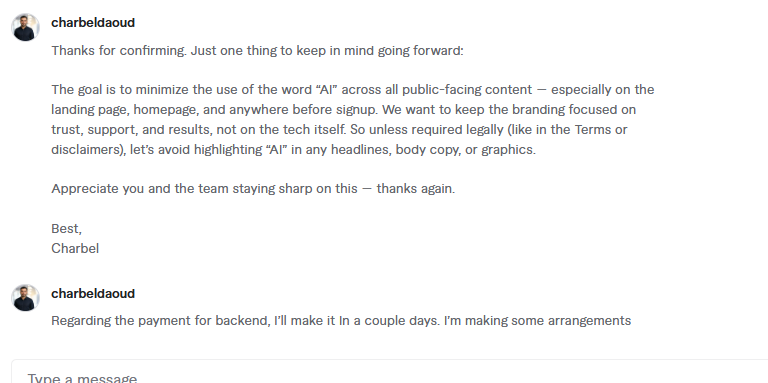 charbeldaoud
Thanks for confirming. Just one thing to keep in mind going forward:
The goal is to minimize the use of the word “AI” across all public-facing content — especially on the
landing page, homepage, and anywhere before signup. We want to keep the branding focused on
trust, support, and results, not on the tech itself. So unless required legally (like in the Terms or
disclaimers), let’s avoid highlighting “AI” in any headlines, body copy, or graphics.
Appreciate you and the team staying sharp on this — thanks again.
Best,
Charbel
charbeldaoud
Regarding the payment for backend, I’ll make it In a couple days. I’m making some arrangements
Type a message